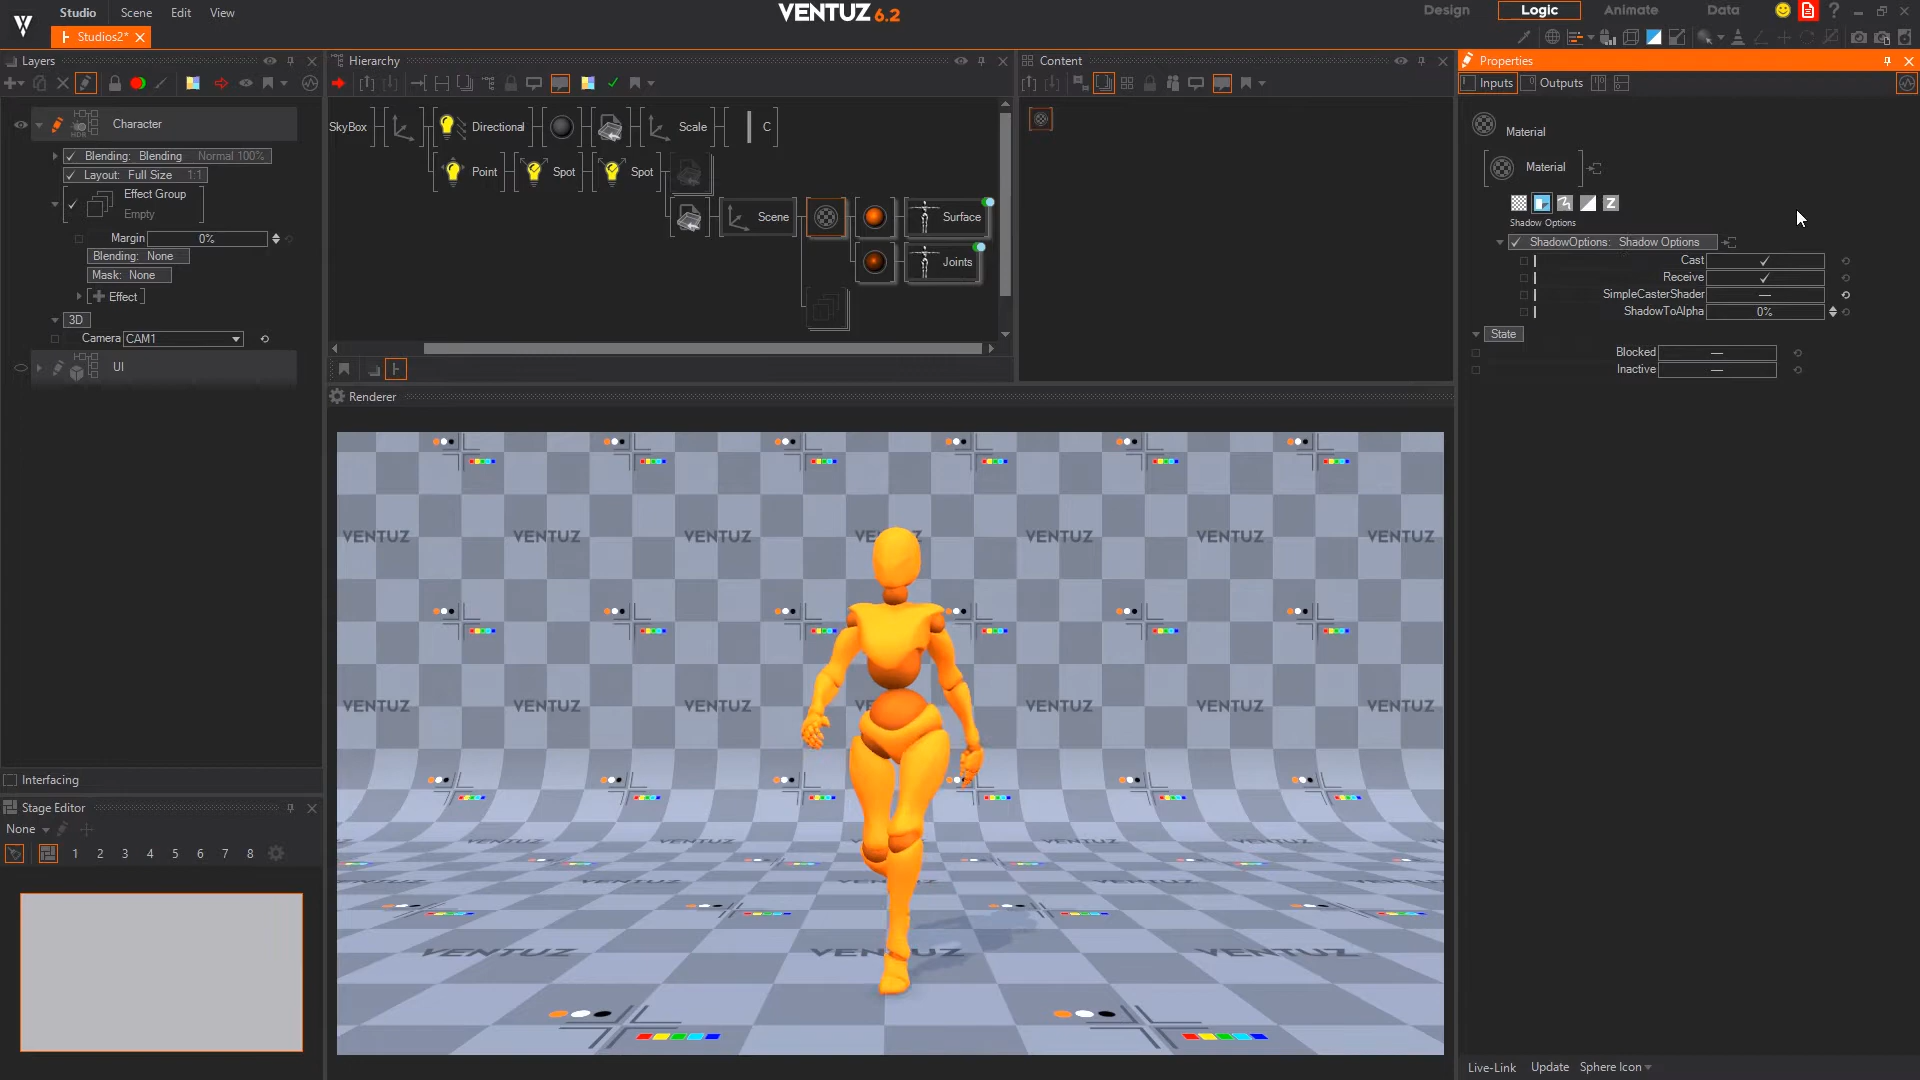 Studio Scene Edit View
VENTUZ 6.2
Design Logic Animate Data
Studios2*
Layers
Character
Blending: Blending Normal 100%
Layout: Full Size 1:1
Effect Group
Empty
Margin 0%
Blending: None
Mask: None
Effect
3D
Camera CAM1
UI
Interfacing
Stage Editor
None
1 2 3 4 5 6 7 8
Hierarchy
SkyBox Directional Scale C
Point Spot Spot
Scene Surface
Joints
Content
Renderer
VENTUZ VENTUZ VENTUZ VENTUZ VENTUZ VENTUZ
VENTUZ VENTUZ VENTUZ VENTUZ VENTUZ VENTUZ
VENTUZ VENTUZ VENTUZ
Properties
Inputs Outputs
Material
Material
Shadow Options
ShadowOptions: Shadow Options
Cast
Receive
SimpleCasterShader
ShadowToAlpha 0%
State
Blocked
Inactive
Live-Link Update Sphere Icon